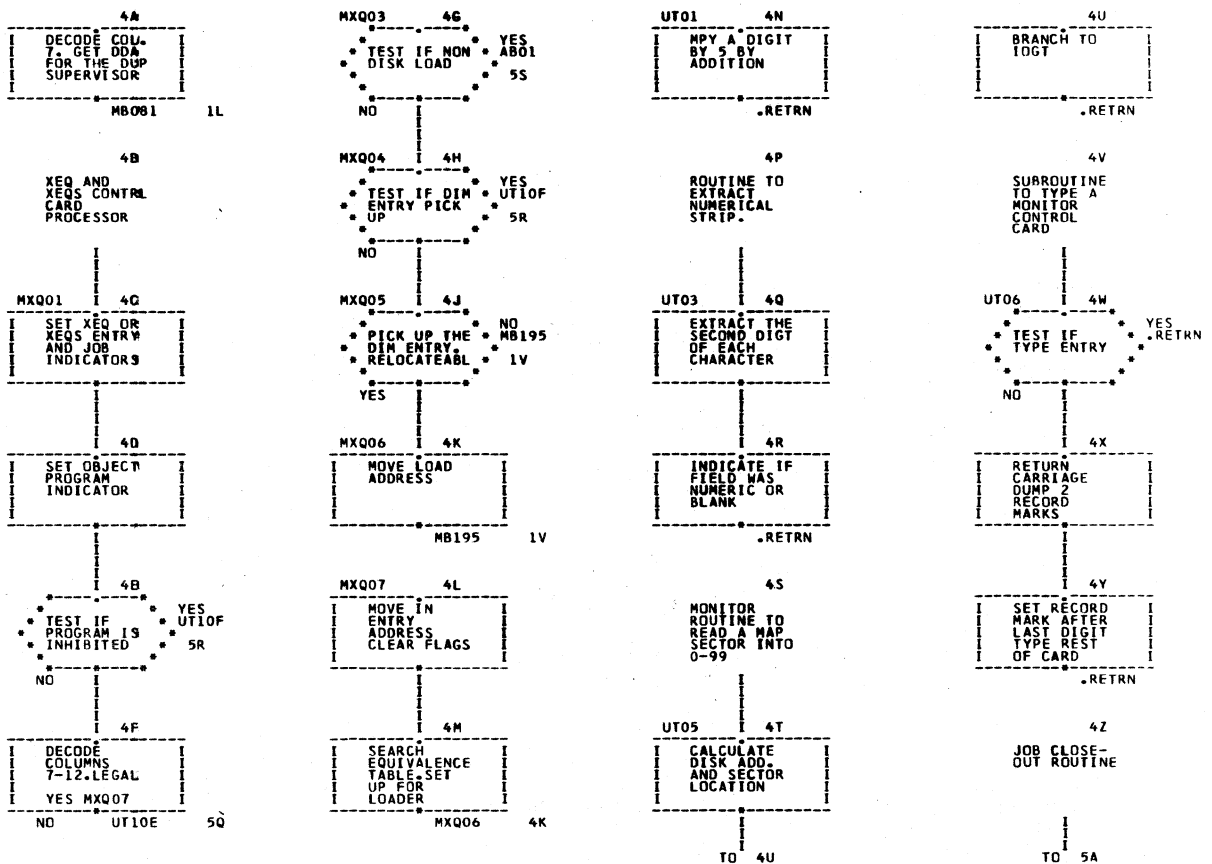 4A
DECODE COL.
7. GET DDA
FOR THE DUP
SUPERVISOR
MB081 1L
4B
XEQ AND
XEQS CONTRL
CARD
PROCESSOR
MXQ01 4C
SET XEQ OR
XEQS ENTRY
AND JOB
INDICATORS
4D
SET OBJECT
PROGRAM
INDICATOR
4B
TEST IF
PROGRAM IS
INHIBITED
YES
UT10F
5R
NO
4F
DECODE
COLUMNS
7-12.LEGAL
YES MXQ07
NO UT10E 5Q
MXQ03 4G
TEST IF NON
DISK LOAD
YES
AB01
5S
NO
MXQ04 4H
TEST IF DIM
ENTRY PICK
UP
YES
UT10F
5R
NO
MXQ05 4J
PICK UP THE
DIM ENTRY.
RELOCATEABL
NO
MB195
1V
YES
MXQ06 4K
MOVE LOAD
ADDRESS
MB195 1V
MXQ07 4L
MOVE IN
ENTRY
ADDRESS
CLEAR FLAGS
4M
SEARCH
EQUIVALENCE
TABLE.SET
UP FOR
LOADER
MXQ06 4K
UT01 4N
MPY A DIGIT
BY 5 BY
ADDITION
.RETRN
4P
ROUTINE TO
EXTRACT
NUMERICAL
STRIP.
UT03 4Q
EXTRACT THE
SECOND DIGT
OF EACH
CHARACTER
4R
INDICATE IF
FIELD WAS
NUMERIC OR
BLANK
.RETRN
4S
MONITOR
ROUTINE TO
READ A MAP
SECTOR INTO
0-99
UT05 4T
CALCULATE
DISK ADD.
AND SECTOR
LOCATION
TO 4U
4U
BRANCH TO
IOGT
.RETRN
4V
SUBROUTINE
TO TYPE A
MONITOR
CONTROL
CARD
UT06 4W
TEST IF
TYPE ENTRY
YES
.RETRN
NO
4X
RETURN
CARRIAGE
DUMP 2
RECORD
MARKS
4Y
SET RECORD
MARK AFTER
LAST DIGIT
TYPE REST
OF CARD
.RETRN
4Z
JOB CLOSE-
OUT ROUTINE
TO 5A